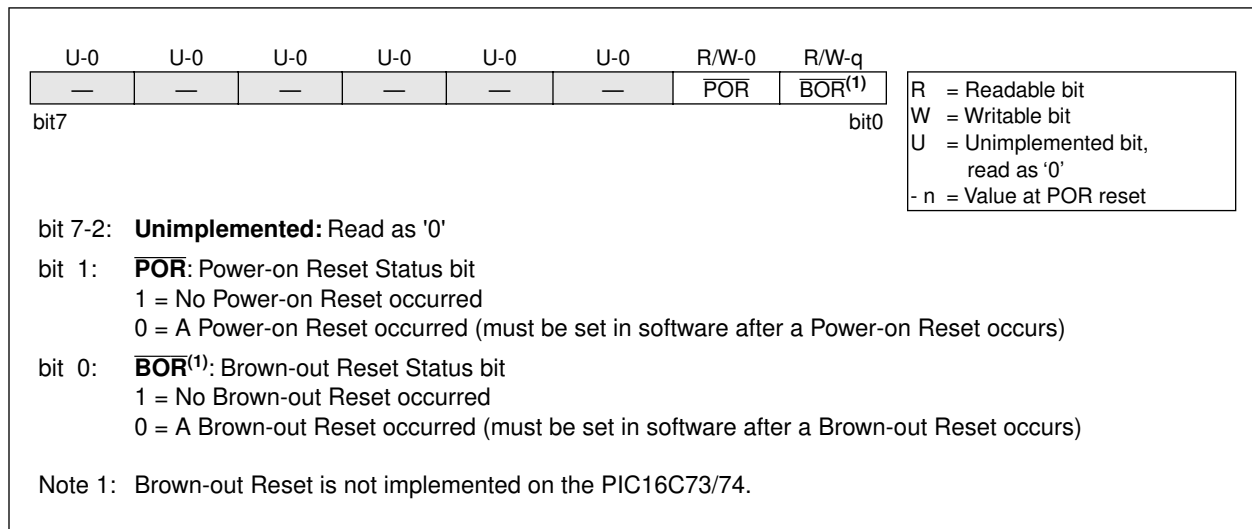 U-0 U-0 U-0 U-0 U-0 U-0 R/W-0 R/W-q
— — — — — — P̅O̅R̅ B̅O̅R̅(1)
bit7 bit0
R = Readable bit
W = Writable bit
U = Unimplemented bit,
read as ‘0’
- n = Value at POR reset
bit 7-2: Unimplemented: Read as '0'
bit 1: P̅O̅R̅: Power-on Reset Status bit
1 = No Power-on Reset occurred
0 = A Power-on Reset occurred (must be set in software after a Power-on Reset occurs)
bit 0: B̅O̅R̅(1): Brown-out Reset Status bit
1 = No Brown-out Reset occurred
0 = A Brown-out Reset occurred (must be set in software after a Brown-out Reset occurs)
Note 1: Brown-out Reset is not implemented on the PIC16C73/74.